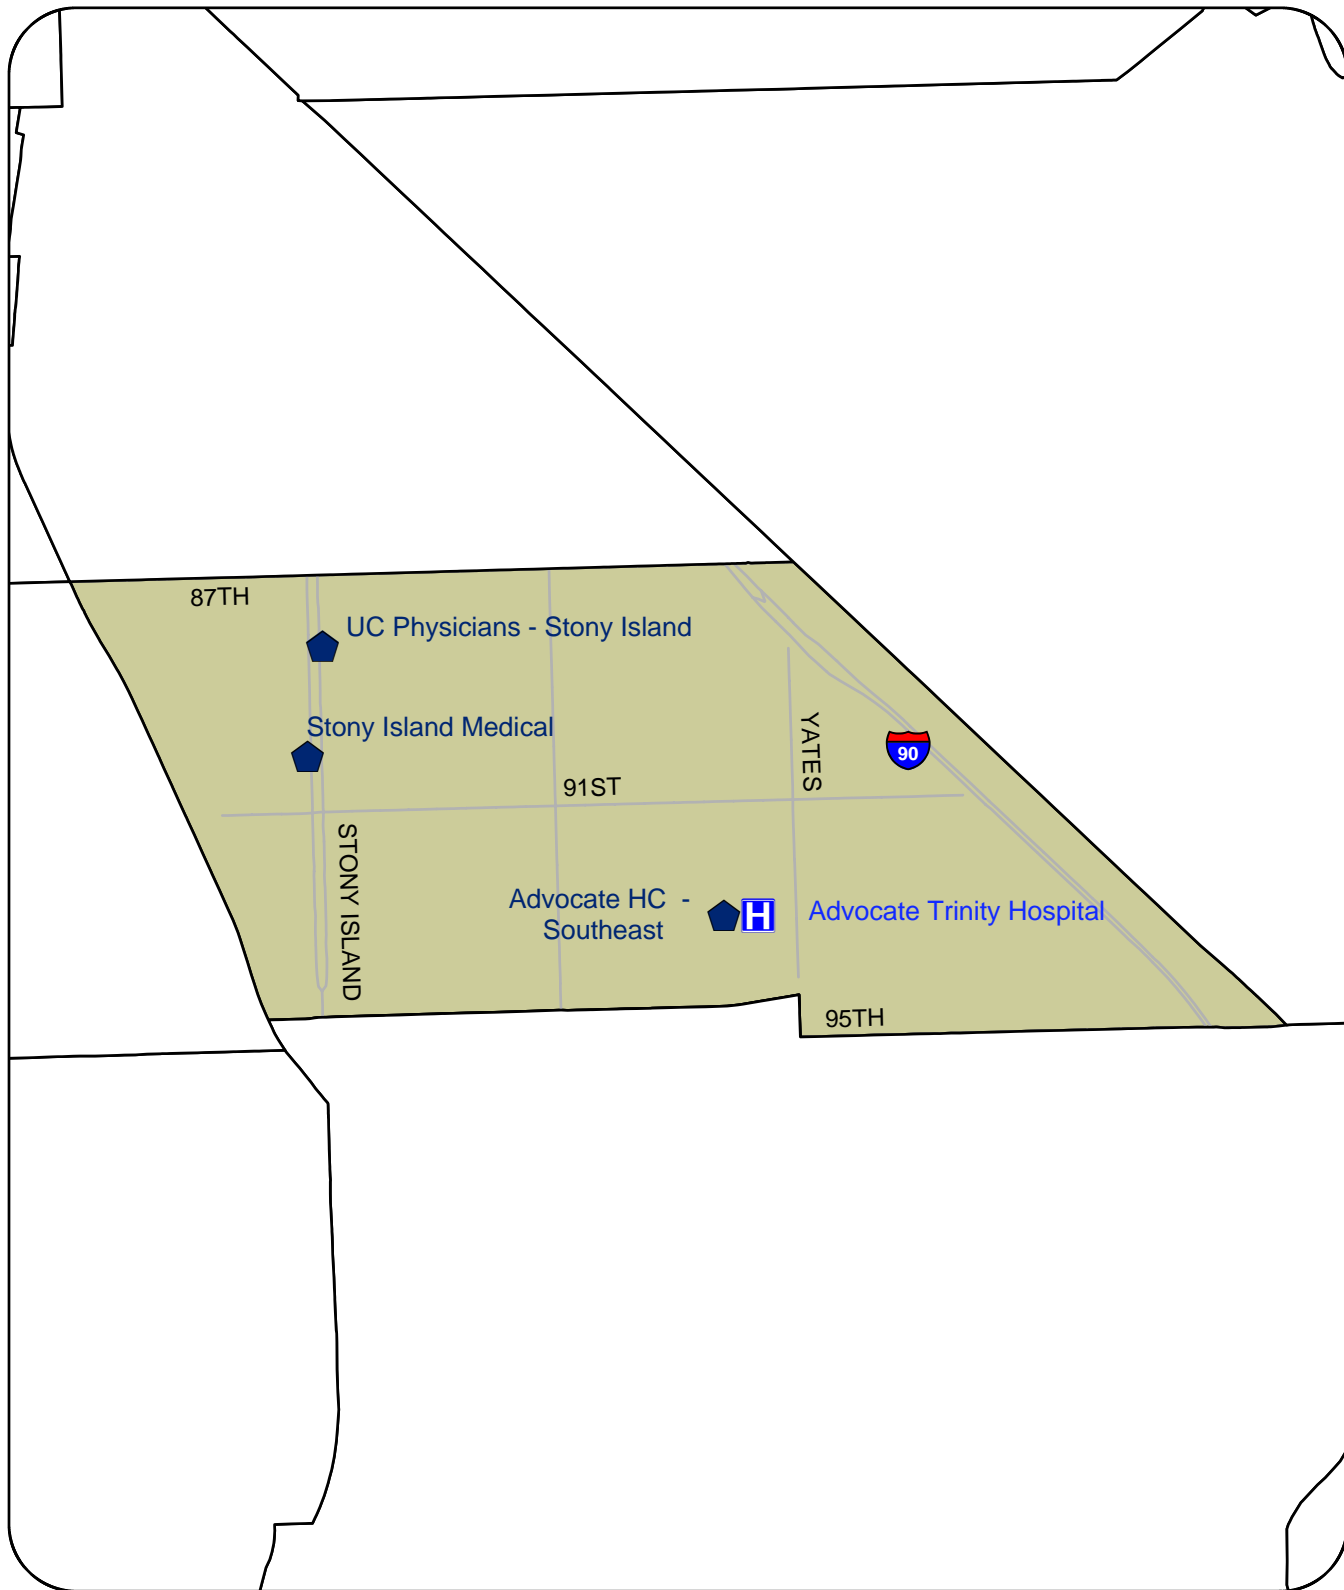 87TH
UC Physicians - Stony Island
Stony Island Medical
YATES
90
91ST
STONY ISLAND
Advocate HC -
Southeast
H
Advocate Trinity Hospital
95TH